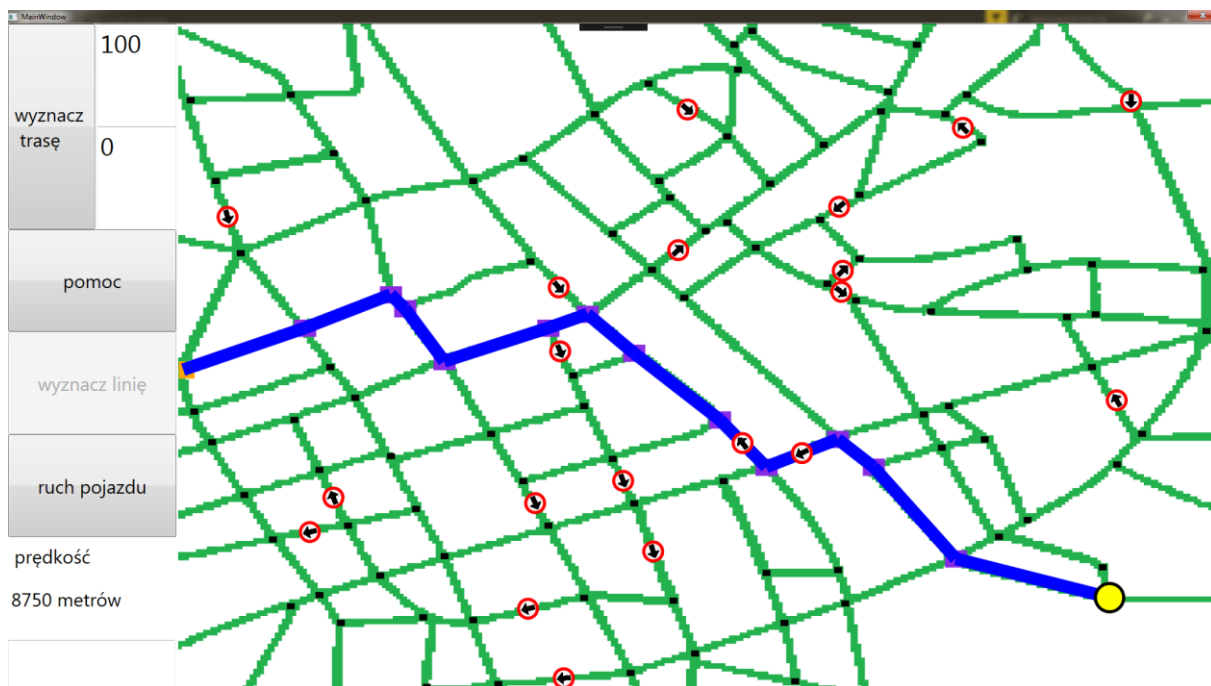 MainWindow
wyznacz
trasę
100
0
pomoc
wyznacz linię
ruch pojazdu
prędkość
8750 metrów